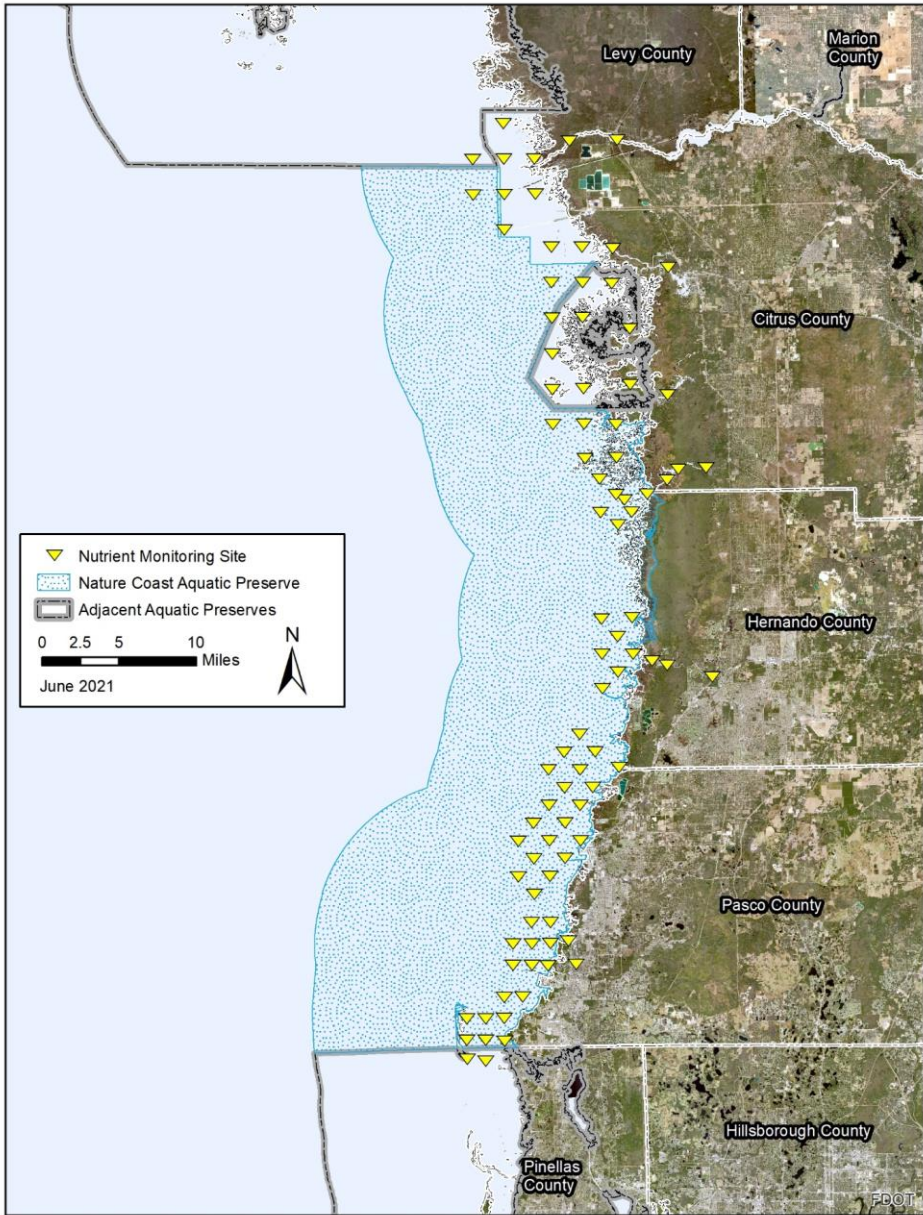 Levy County
Marion
County
Citrus County
Nutrient Monitoring Site
Nature Coast Aquatic Preserve
Adjacent Aquatic Preserves
0 2.5 5 10
Miles
N
June 2021
Hernando County
Pasco County
Hillsborough County
Pinellas
County
FDOT